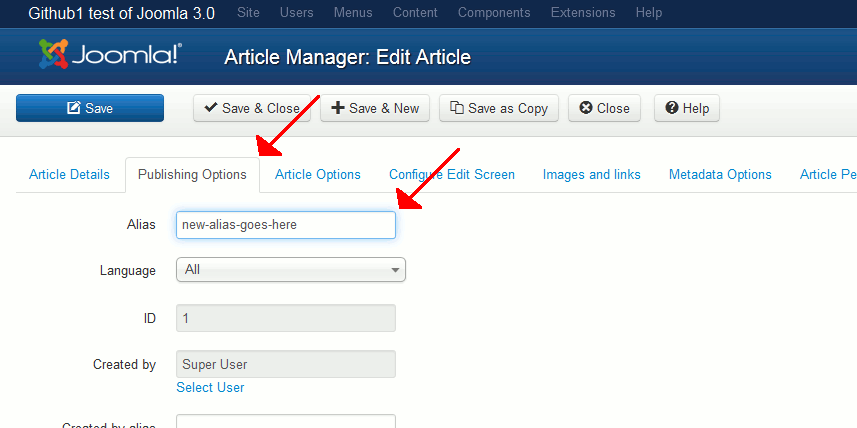 Github1 test of Joomla 3.0 Site Users Menus Content Components Extensions Help
Joomla! Article Manager: Edit Article
Save Save & Close Save & New Save as Copy Close Help
Article Details Publishing Options Article Options Configure Edit Screen Images and links Metadata Options Article Pe
Alias new-alias-goes-here
Language All
ID 1
Created by Super User
Select User
Created by alias